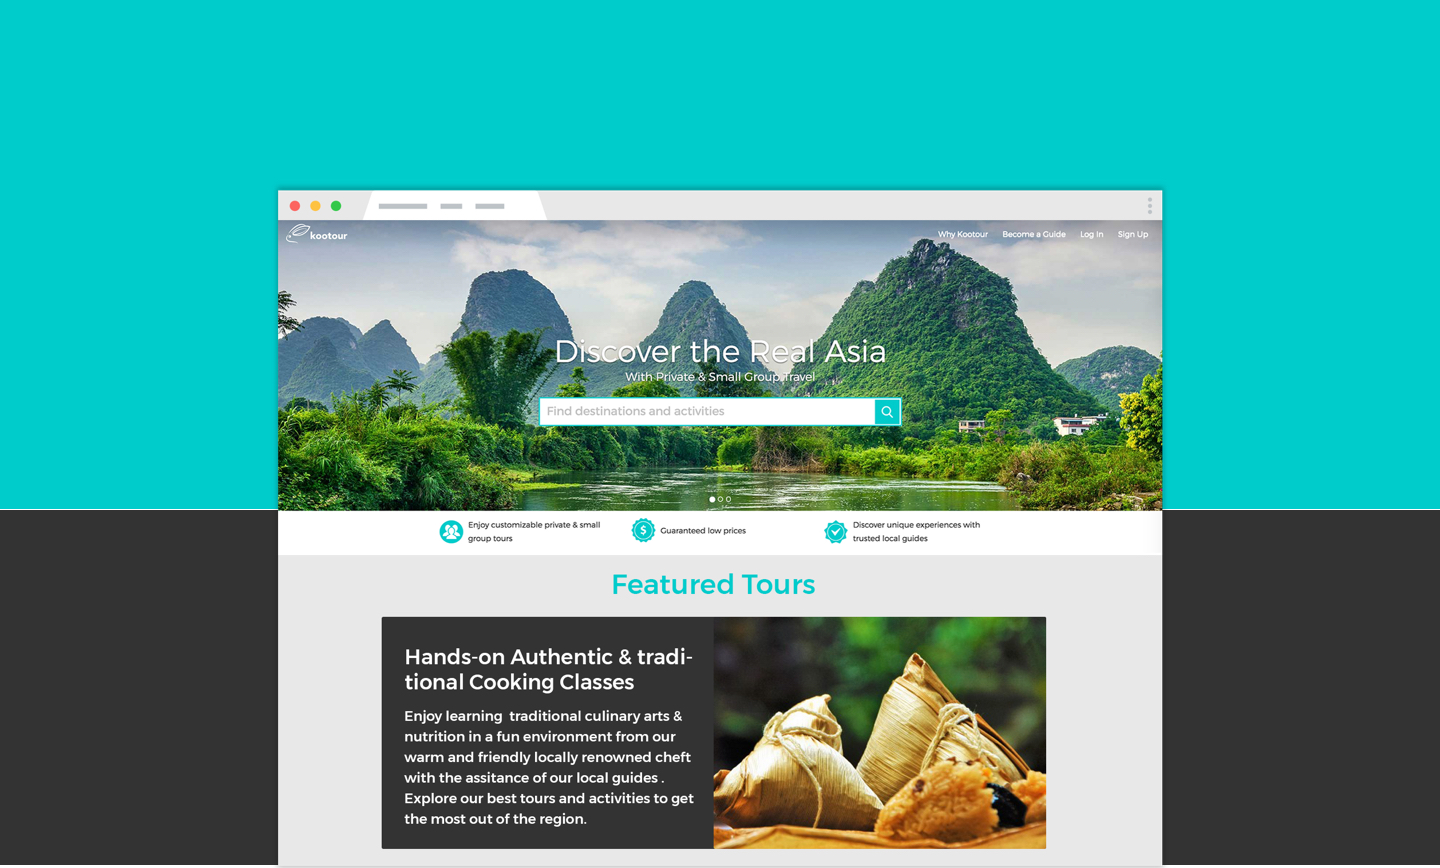 kootour
Why Kootour
Become a Guide
Log In
Sign Up
Discover the Real Asia
With Private & Small Group Travel
Find destinations and activities
Enjoy customizable private & small
group tours
$
Guaranteed low prices
Discover unique experiences with
trusted local guides
Featured Tours
Hands-on Authentic & tradi-
tional Cooking Classes
Enjoy learning  traditional culinary arts &
nutrition in a fun environment from our
warm and friendly locally renowned cheft
with the assitance of our local guides .
Explore our best tours and activities to get
the most out of the region.